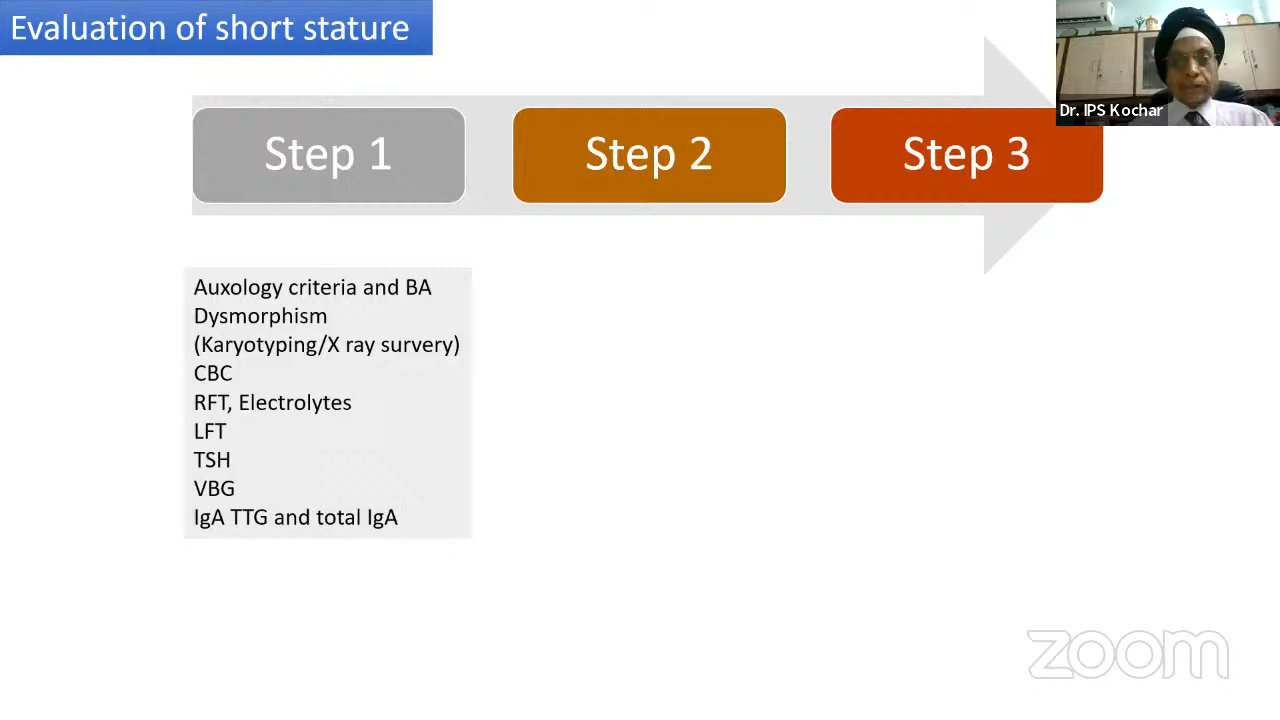 Evaluation of short stature
Dr. IPS Kochar
Step 1
Step 2
Step 3
Auxology criteria and BA
Dysmorphism
(Karyotyping/X ray survery)
CBC
RFT, Electrolytes
LFT
TSH
VBG
IgA TTG and total IgA
zoom